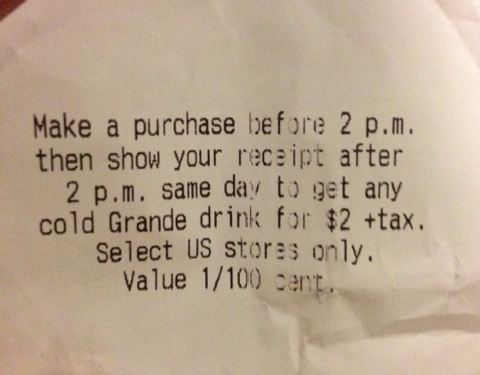 Make a purchase before 2 p.m.
then show your receipt after
2 p.m. same day to get any
cold Grande drink for $2 +tax.
Select US stores only.
Value 1/100 cent.